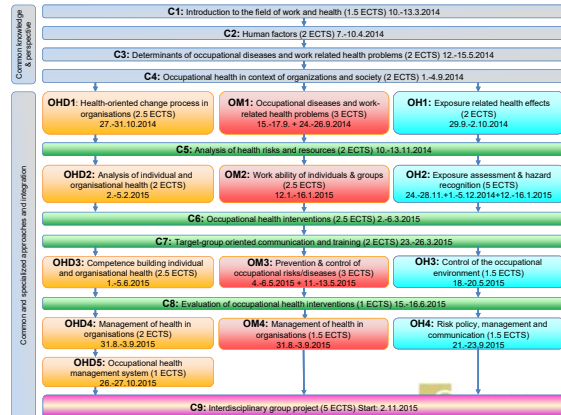 Common knowledge
& perspective
C1: Introduction to the field of work and health (1.5 ECTS) 10.-13.3.2014
C2: Human factors (2 ECTS) 7.-10.4.2014
C3: Determinants of occupational diseases and work related health problems (2 ECTS) 12.-15.5.2014
C4: Occupational health in context of organizations and society (2 ECTS) 1.-4.9.2014
Common and specialized approaches and integration
OHD1: Health-oriented change process in
organisations (2.5 ECTS)
27.-31.10.2014
OM1: Occupational diseases and work-
related health problems (3 ECTS)
15.-17.9. + 24.-26.9.2014
OH1: Exposure related health effects
(2 ECTS)
29.9.-2.10.2014
C5: Analysis of health risks and resources (2 ECTS) 10.-13.11.2014
OHD2: Analysis of individual and
organisational health (2 ECTS)
2.-5.2.2015
OM2: Work ability of individuals & groups
(2.5 ECTS)
12.1.-16.1.2015
OH2: Exposure assessment & hazard
recognition (5 ECTS)
24.-28.11.+1.-5.12.2014+12.-16.1.2015
C6: Occupational health interventions (2.5 ECTS) 2.-6.3.2015
C7: Target-group oriented communication and training (2 ECTS) 23.-26.3.2015
OHD3: Competence building individual
and organisational health (2.5 ECTS)
1.-5.6.2015
OM3: Prevention & control of
occupational risks/diseases (3 ECTS)
4.-6.5.2015 + 11.-13.5.2015
OH3: Control of the occupational
environment (1.5 ECTS)
18.-20.5.2015
C8: Evaluation of occupational health interventions (1 ECTS) 15.-16.6.2015
OHD4: Management of health in
organisations (2 ECTS)
31.8.-3.9.2015
OM4: Management of health in
organisations (1.5 ECTS)
31.8.-3.9.2015
OH4: Risk policy, management and
communication (1.5 ECTS)
21.-23.9.2015
OHD5: Occupational health
management system (1 ECTS)
26.-27.10.2015
C9: Interdisciplinary group project (5 ECTS) Start: 2.11.2015